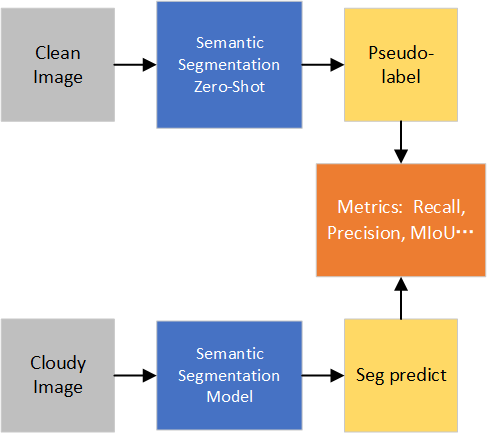 Clean
Image
Semantic
Segmentation
Zero-Shot
Pseudo-
label
Metrics: Recall,
Precision, MIoU⋯
Cloudy
Image
Semantic
Segmentation
Model
Seg predict